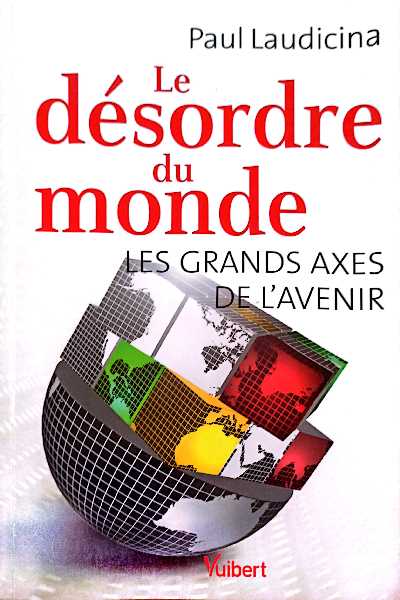 Paul Laudicina
Le
désordre
du
monde
LES GRANDS AXES
DE L'AVENIR
Vuibert